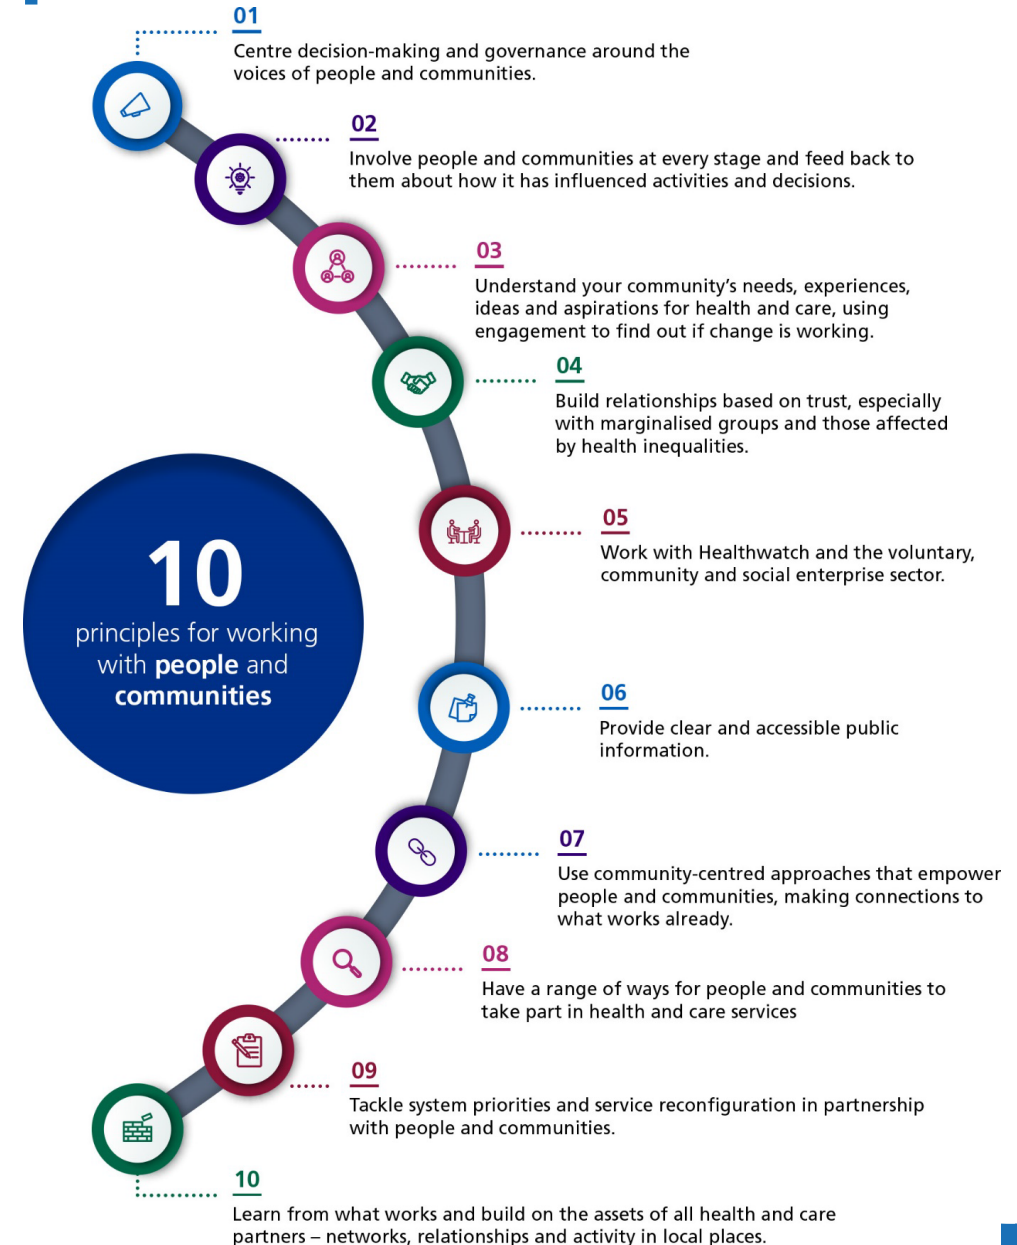 01
Centre decision-making and governance around the
voices of people and communities.
02
Involve people and communities at every stage and feed back to
them about how it has influenced activities and decisions.
03
Understand your community’s needs, experiences,
ideas and aspirations for health and care, using
engagement to find out if change is working.
04
Build relationships based on trust, especially
with marginalised groups and those affected
by health inequalities.
05
Work with Healthwatch and the voluntary,
community and social enterprise sector.
10
principles for working
with people and
communities
06
Provide clear and accessible public
information.
07
Use community-centred approaches that empower
people and communities, making connections to
what works already.
08
Have a range of ways for people and communities to
take part in health and care services
09
Tackle system priorities and service reconfiguration in partnership
with people and communities.
10
Learn from what works and build on the assets of all health and care
partners – networks, relationships and activity in local places.